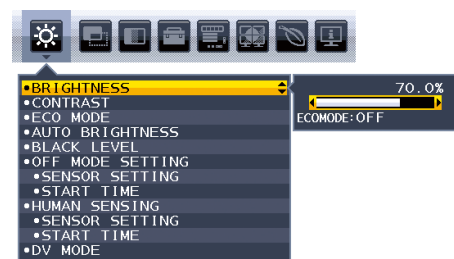 •BRIGHTNESS
•CONTRAST
•ECO MODE
•AUTO BRIGHTNESS
•BLACK LEVEL
•OFF MODE SETTING
•SENSOR SETTING
•START TIME
•HUMAN SENSING
•SENSOR SETTING
•START TIME
•DV MODE
70.0%
ECOMODE:OFF